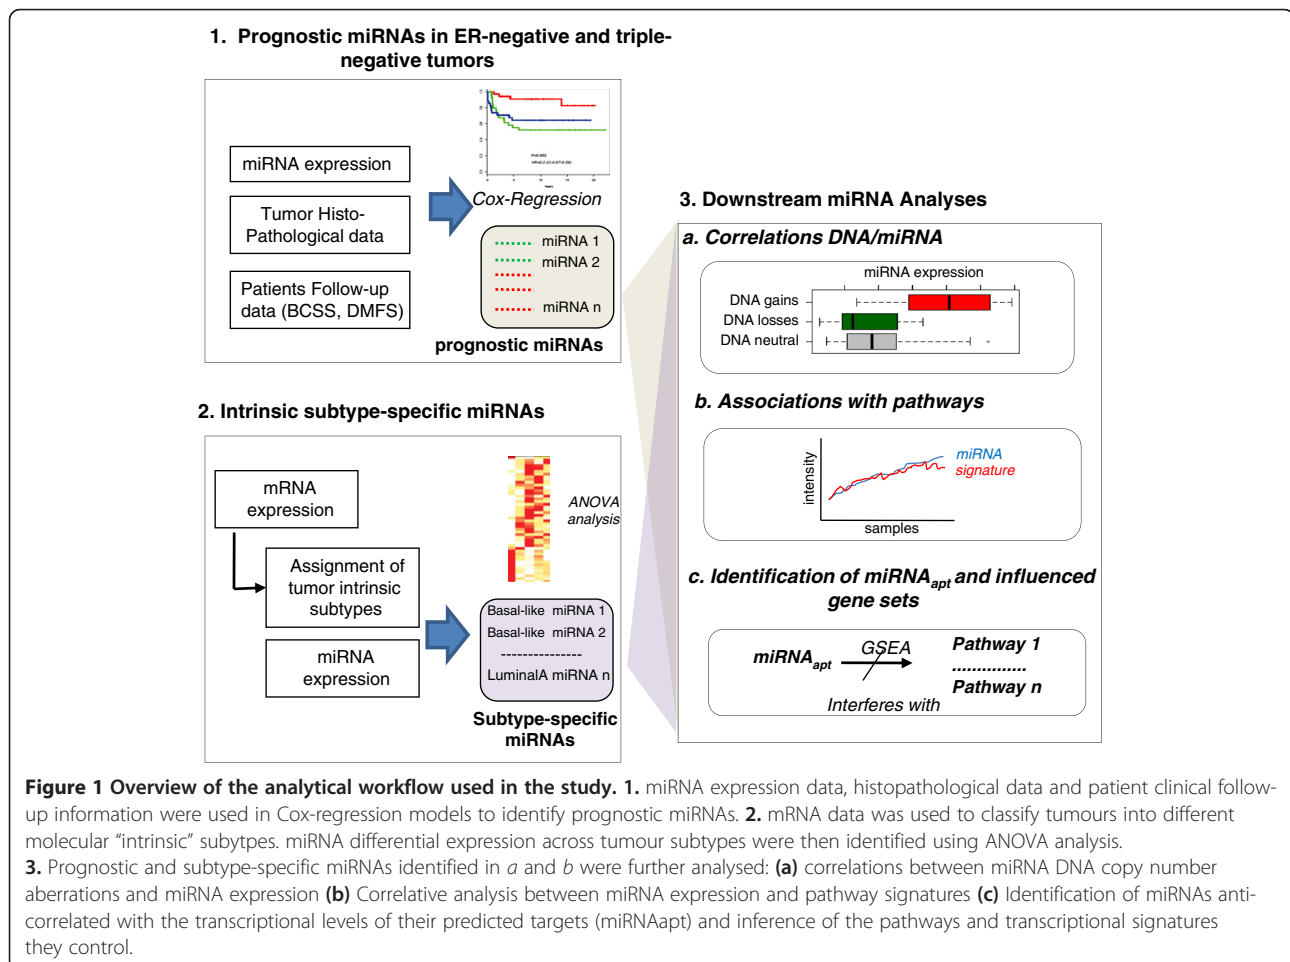 1. Prognostic miRNAs in ER-negative and triple-
negative tumors
miRNA expression
Tumor Histo-
Pathological data
Patients Follow-up
data (BCSS, DMFS)
Years
Cox-Regression
miRNA 1
miRNA 2
miRNA n
prognostic miRNAs
2. Intrinsic subtype-specific miRNAs
mRNA
expression
Assignment of
tumor intrinsic
subtypes
miRNA
expression
ANOVA
analysis
Basal-like miRNA 1
Basal-like miRNA 2
---------------
LuminalA miRNA n
Subtype-specific
miRNAs
3. Downstream miRNA Analyses
a. Correlations DNA/miRNA
miRNA expression
DNA gains
DNA losses
DNA neutral
b. Associations with pathways
intensity
miRNA
signature
samples
c. Identification of miRNAapt and influenced
gene sets
miRNAapt
GSEA
Interferes with
Pathway 1
...............
Pathway n
Figure 1 Overview of the analytical workflow used in the study. 1. miRNA expression data, histopathological data and patient clinical follow-
up information were used in Cox-regression models to identify prognostic miRNAs. 2. mRNA data was used to classify tumours into different
molecular “intrinsic” subytpes. miRNA differential expression across tumour subtypes were then identified using ANOVA analysis.
3. Prognostic and subtype-specific miRNAs identified in a and b were further analysed: (a) correlations between miRNA DNA copy number
aberrations and miRNA expression (b) Correlative analysis between miRNA expression and pathway signatures (c) Identification of miRNAs anti-
correlated with the transcriptional levels of their predicted targets (miRNAapt) and inference of the pathways and transcriptional signatures
they control.